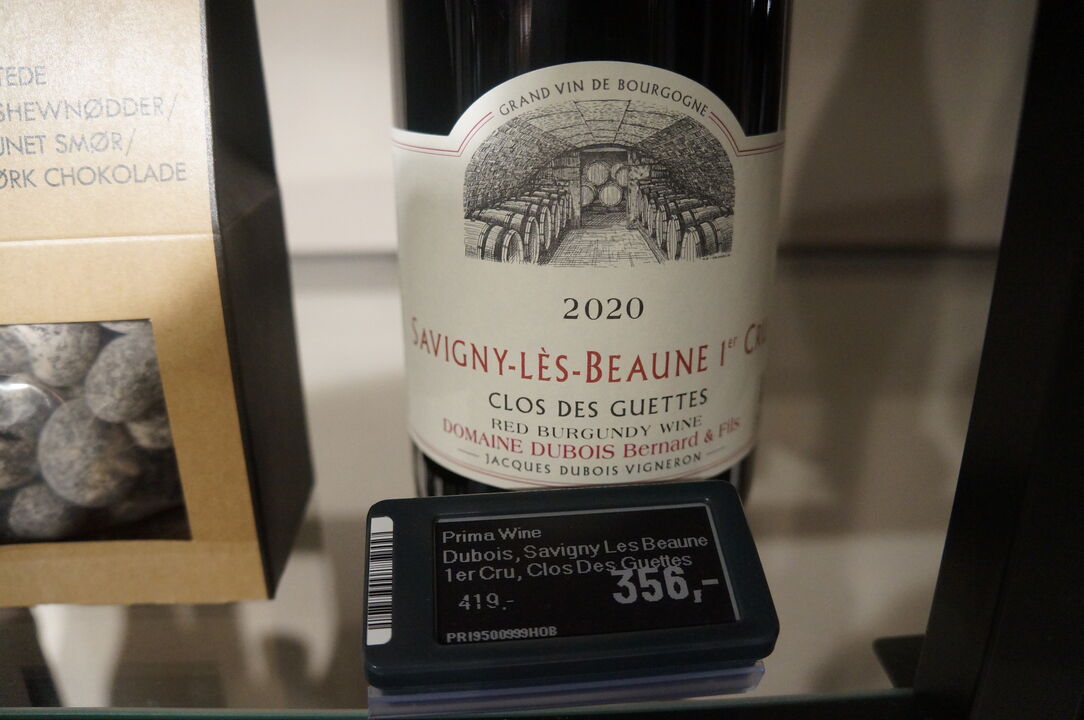 TEDE
SHEWNØDDER/
UNET SMØR/
ØRK CHOKOLADE
GRAND VIN DE BOURGOGNE
2020
SAVIGNY-LÈS-BEAUNE 1er CRU
CLOS DES GUETTES
RED BURGUNDY WINE
DOMAINE DUBOIS Bernard & Fils
JACQUES DUBOIS VIGNERON
Prima Wine
Dubois, Savigny Les Beaune
1er Cru, Clos Des Guettes
419.- 356,-
PRI9500999HOB